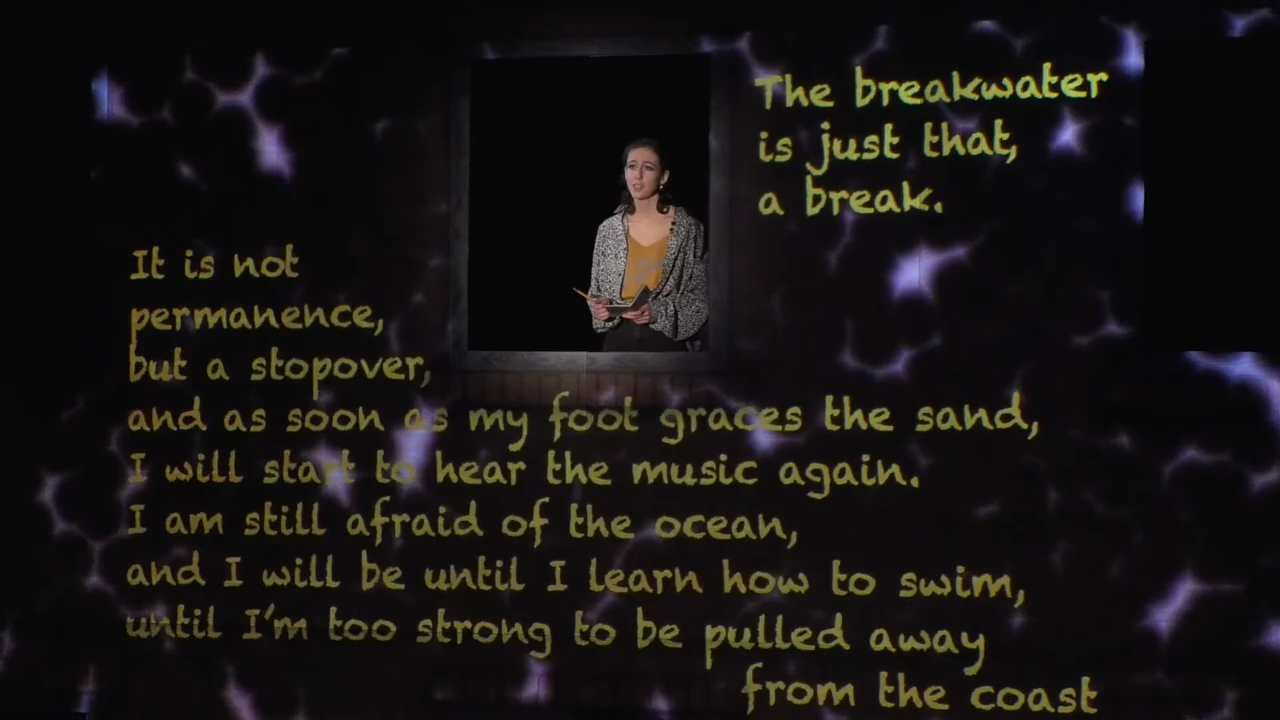 The breakwater
is just that,
a break.
It is not
permanence,
but a stopover,
and as soon as my foot graces the sand,
I will start to hear the music again.
I am still afraid of the ocean,
and I will be until I learn how to swim,
until I'm too strong to be pulled away
from the coast